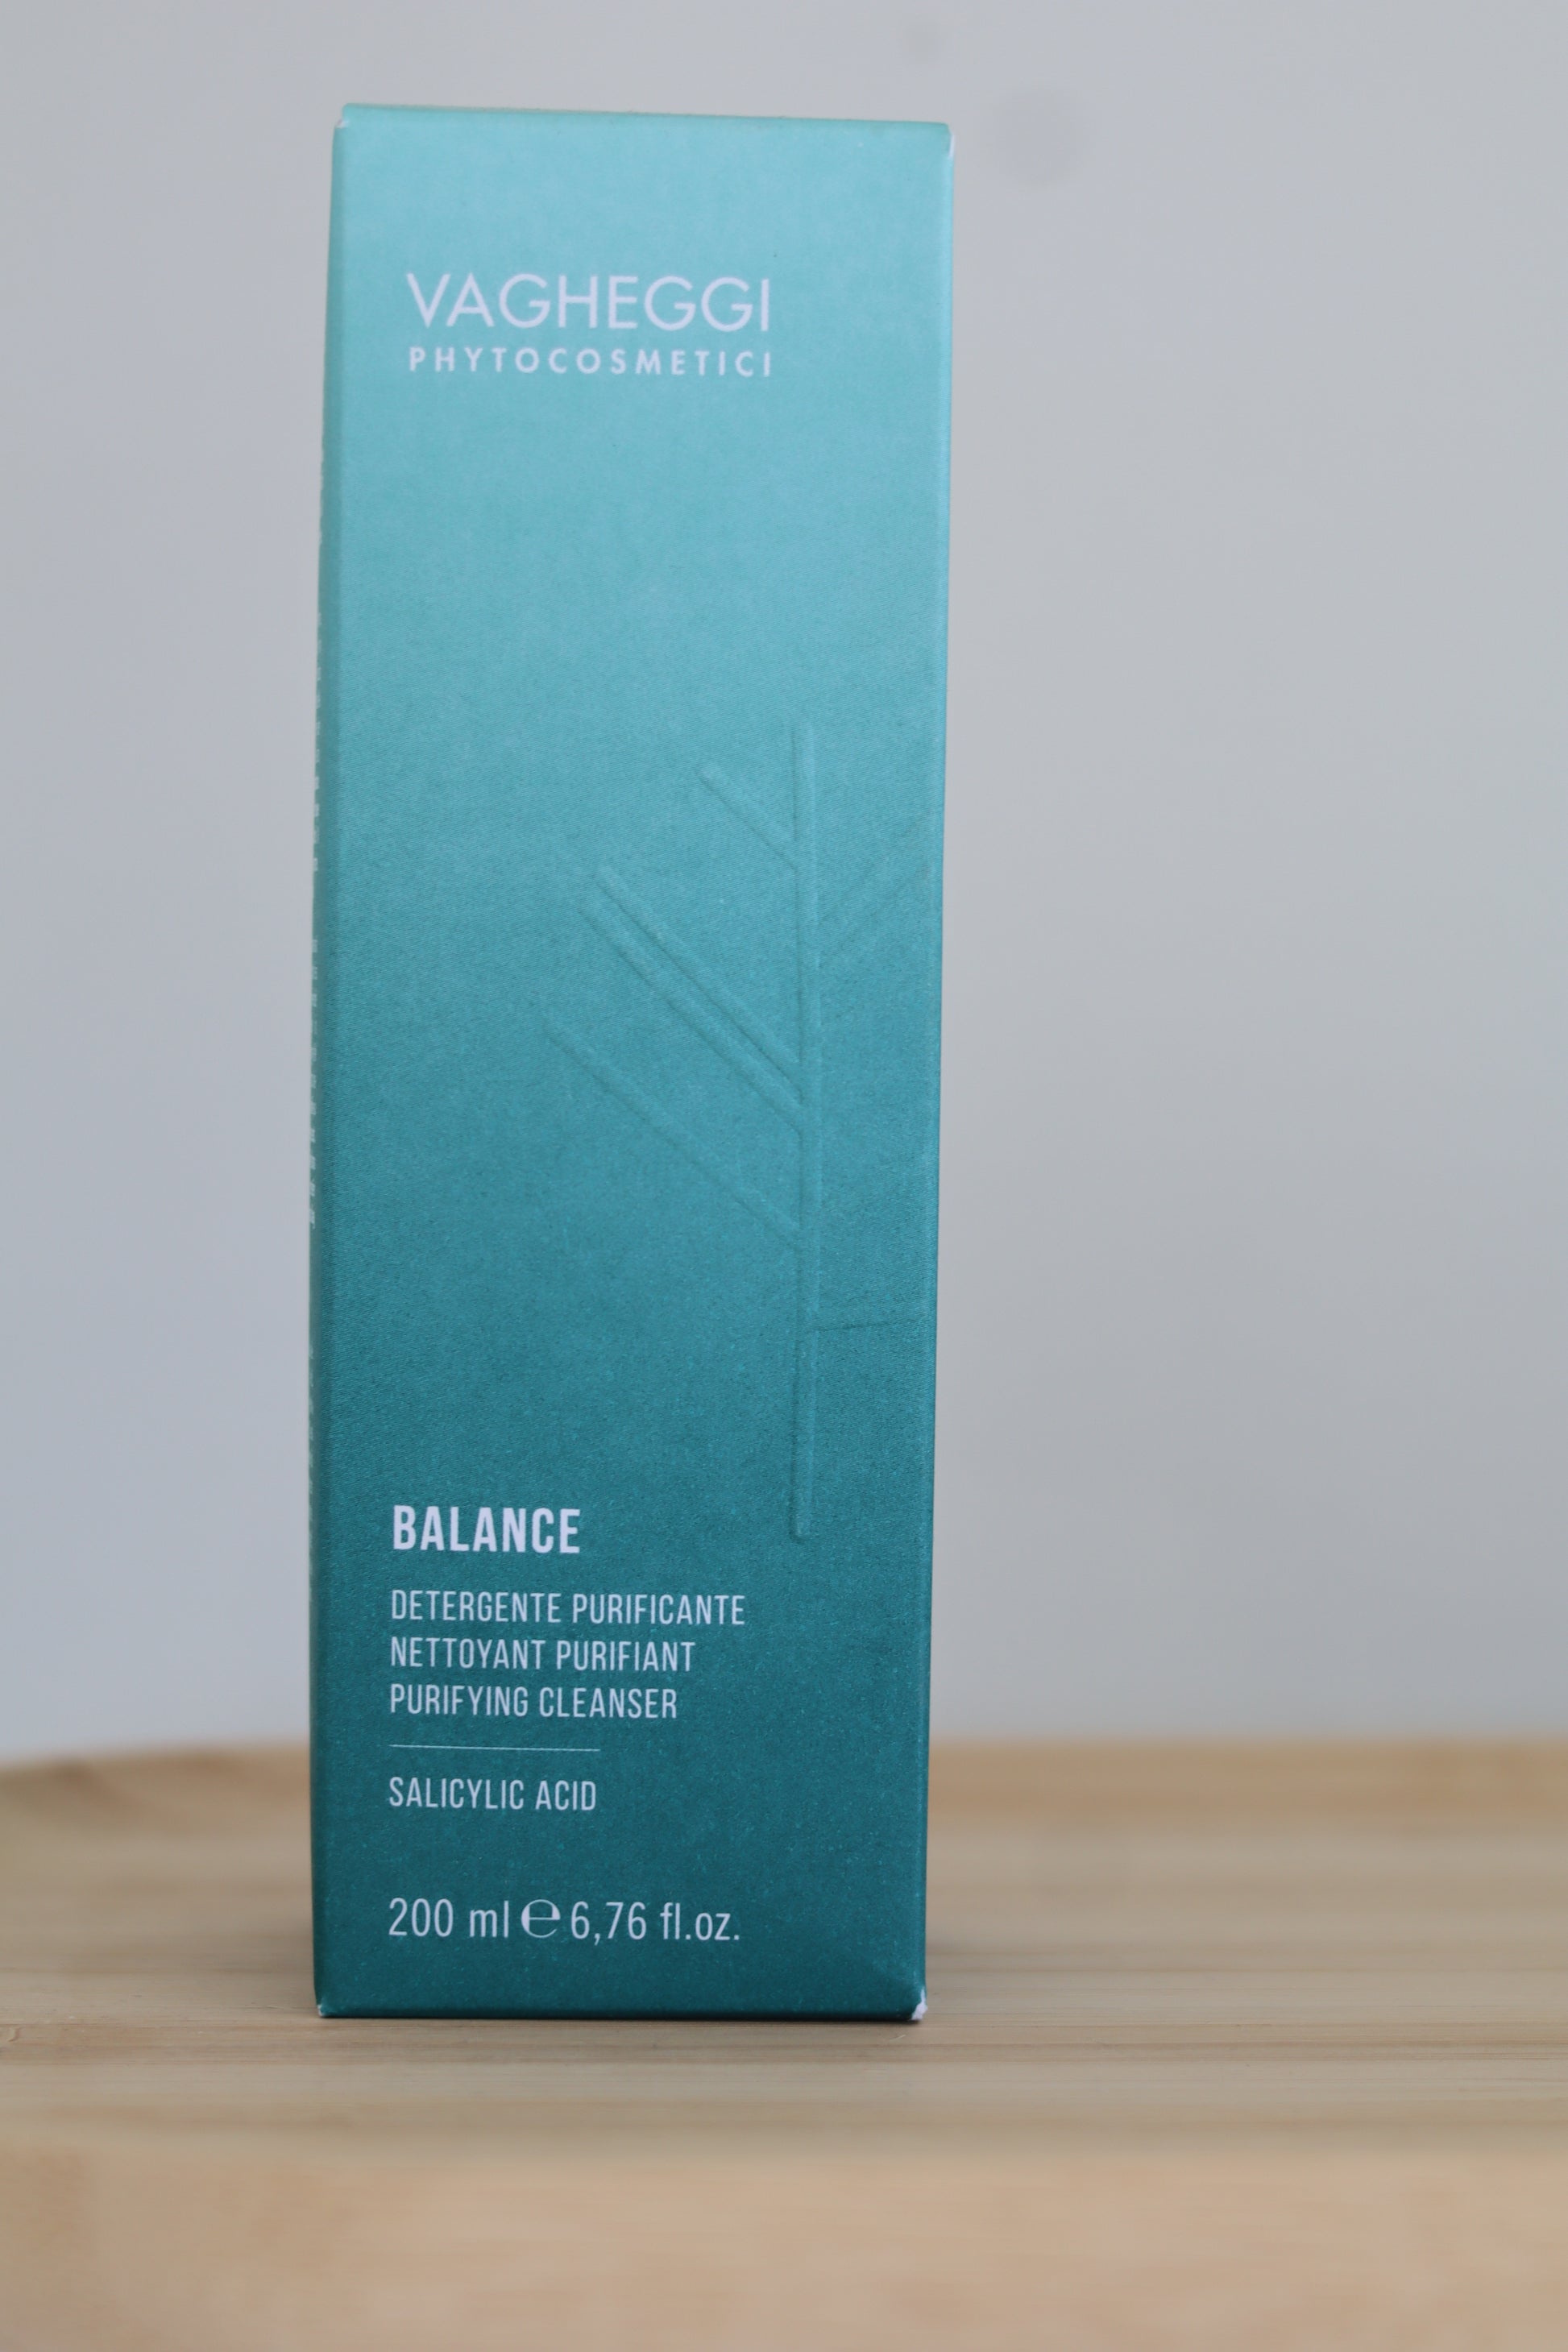 VAGHEGGI
PHYTOCOSMETICI
BALANCE
DETERGENTE PURIFICANTE
NETTOYANT PURIFIANT
PURIFYING CLEANSER
SALICYLIC ACID
200 ml ℮ 6,76 fl.oz.